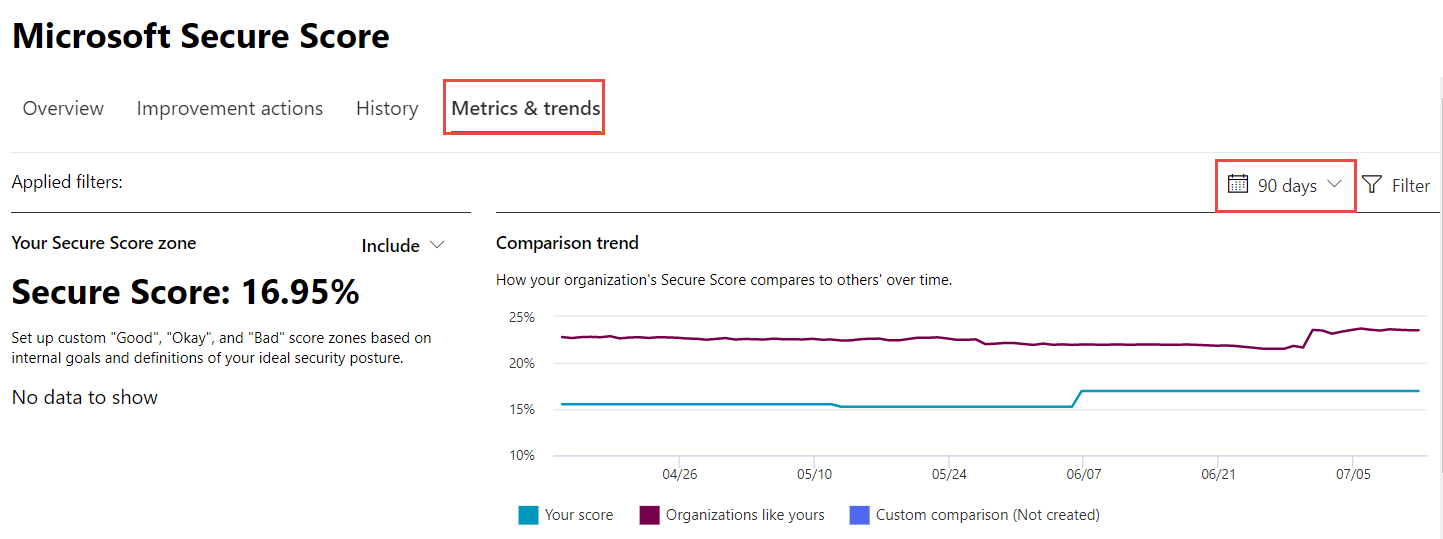 Microsoft Secure Score
Overview Improvement actions History Metrics & trends
Applied filters:
90 days Filter
Your Secure Score zone Include
Secure Score: 16.95%
Set up custom "Good", "Okay", and "Bad" score zones based on
internal goals and definitions of your ideal security posture.
No data to show
Comparison trend
How your organization's Secure Score compares to others' over time.
25%
20%
15%
10%
04/26 05/10 05/24 06/07 06/21 07/05
Your score Organizations like yours Custom comparison (Not created)